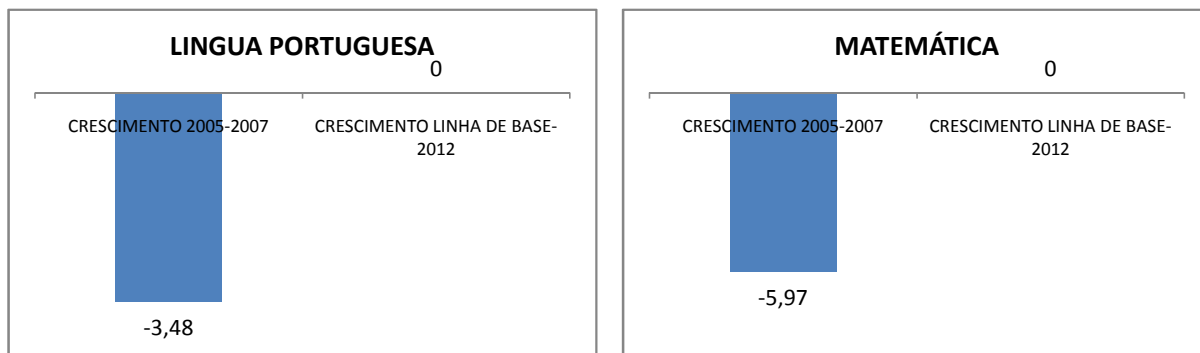 LINGUA PORTUGUESA
0
CRESCIMENTO 2005-2007
CRESCIMENTO LINHA DE BASE-
2012
-3,48
MATEMÁTICA
0
CRESCIMENTO 2005-2007
CRESCIMENTO LINHA DE BASE-
2012
-5,97